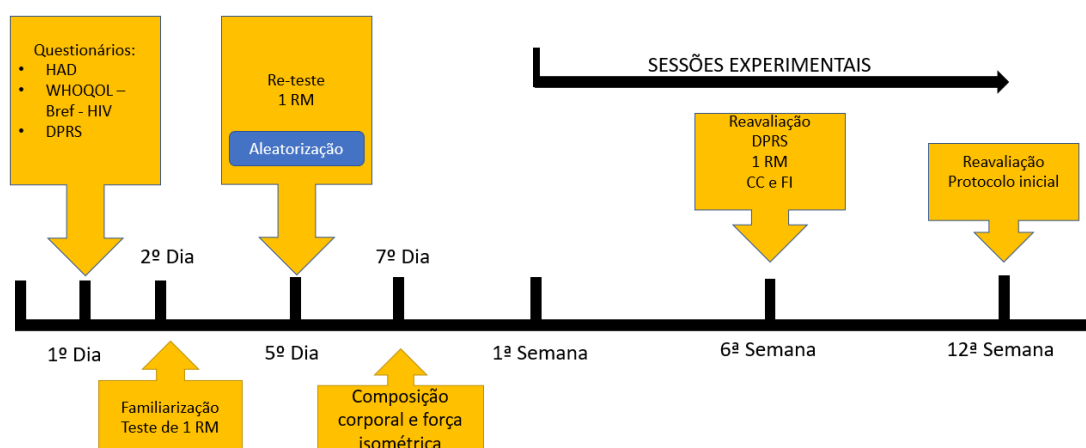 Questionários:
• HAD
• WHOQOL –
Bref - HIV
• DPRS
Re-teste
1 RM
Aleatorização
SESSÕES EXPERIMENTAIS
Reavaliação
DPRS
1 RM
CC e FI
Reavaliação
Protocolo inicial
2º Dia
7º Dia
1º Dia
5º Dia
1ª Semana
6ª Semana
12ª Semana
Familiarização
Teste de 1 RM
Composição
corporal e força
isométrica